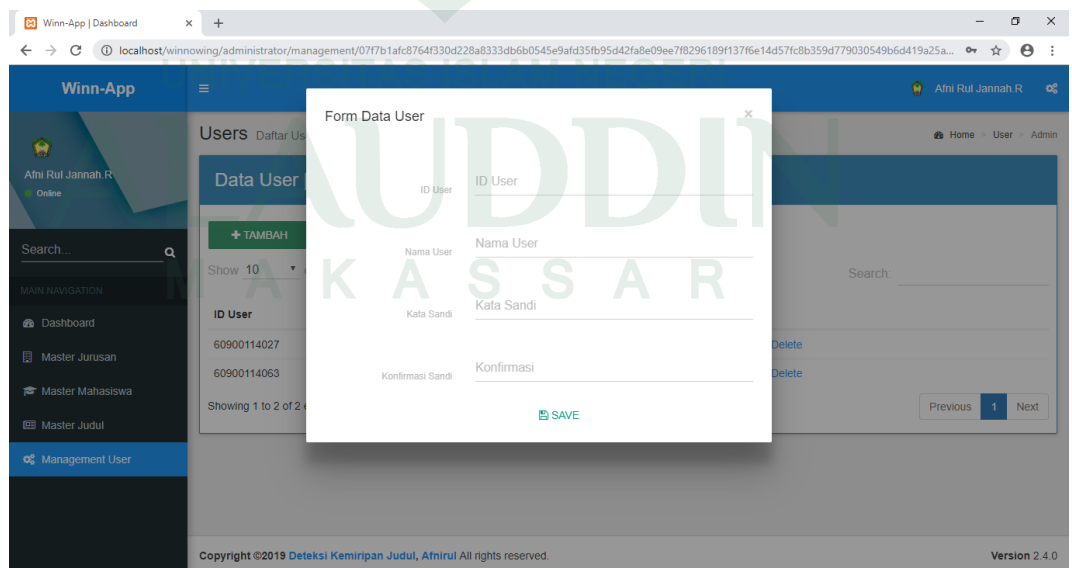 Winn-App | Dashboard
localhost/winnowing/administrator/management/07f7b1afc8764f330d228a8333db6b0545e9afd35fb95d42fa8e09ee7f8296189f137f6e14d57fc8b359d779030549b6d419a25a...
UNIVERSITAS ISLAM NEGERI
ALAUDDIN
MAKASSAR
Winn-App
Afni Rul Jannah.R
Afni Rul Jannah.R
Online
Search...
MAIN NAVIGATION
Dashboard
Master Jurusan
Master Mahasiswa
Master Judul
Management User
Users Daftar Us
Home > User > Admin
Data User |
+ TAMBAH
Show 10
Search:
ID User
60900114027
Delete
60900114063
Delete
Showing 1 to 2 of 2
Previous 1 Next
Form Data User ×
ID User ID User
Nama User Nama User
Kata Sandi Kata Sandi
Konfirmasi Sandi Konfirmasi
SAVE
Copyright ©2019 Deteksi Kemiripan Judul, Afnirul All rights reserved.
Version 2.4.0